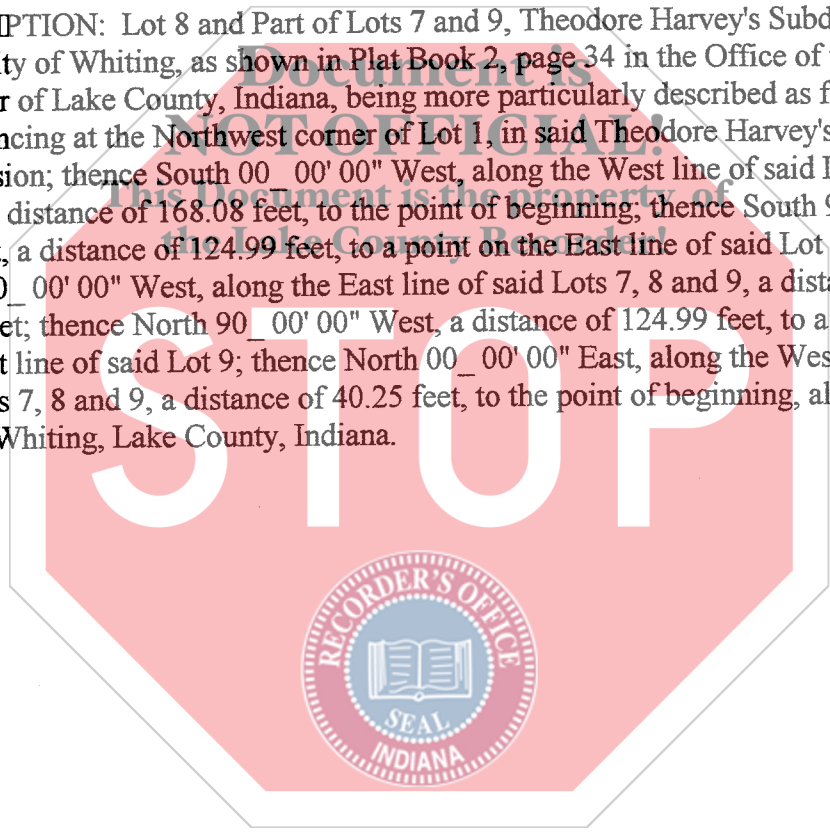 IPTION: Lot 8 and Part of Lots 7 and 9, Theodore Harvey's Subd
ty of Whiting, as shown in Plat Book 2, page 34 in the Office of
r of Lake County, Indiana, being more particularly described as f
ncing at the Northwest corner of Lot 1, in said Theodore Harvey's
sion; thence South 00_ 00' 00" West, along the West line of said
distance of 168.08 feet, to the point of beginning; thence South 9
, a distance of 124.99 feet, to a point on the East line of said Lot
0_ 00' 00" West, along the East line of said Lots 7, 8 and 9, a dista
et; thence North 90_ 00' 00" West, a distance of 124.99 feet, to a
t line of said Lot 9; thence North 00_ 00' 00" East, along the Wes
s 7, 8 and 9, a distance of 40.25 feet, to the point of beginning, al
Whiting, Lake County, Indiana.
Document is
NOT OFFICIAL!
This Document is the property of
the Lake County Recorder!
STOP
RECORDER'S OFFICE
SEAL
INDIANA